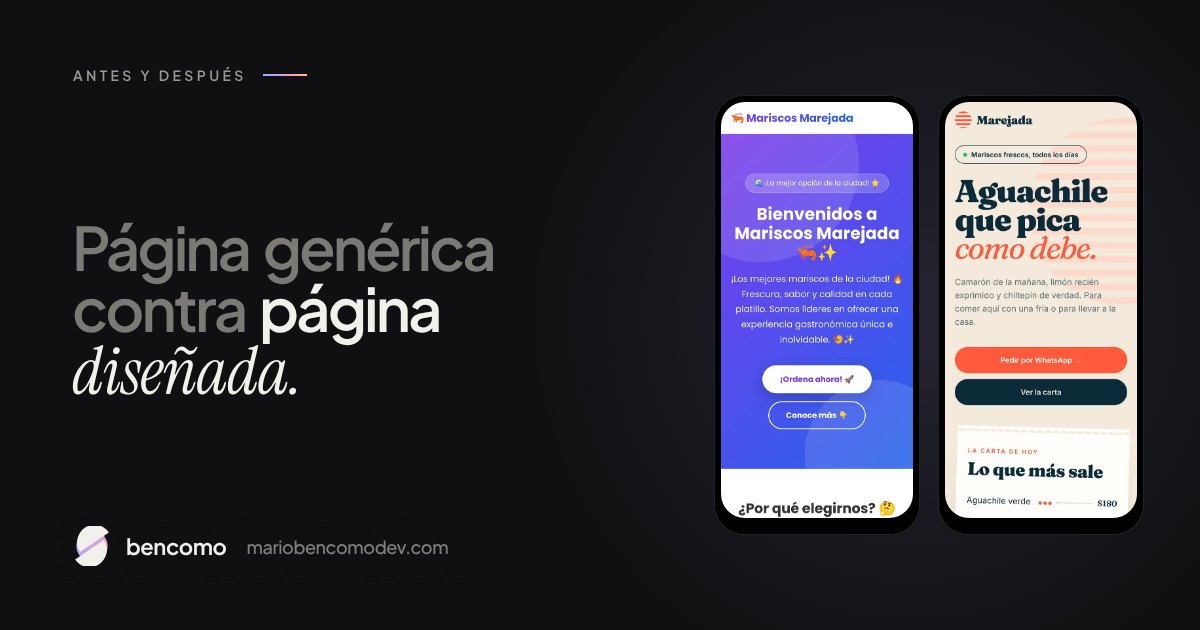 ANTES Y DESPUÉS
Página genérica
contra página
diseñada.
bencomo mariobencomodev.com
🦐 Mariscos Marejada
🌊 ¡La mejor opción de la ciudad! ⭐
Bienvenidos a
Mariscos Marejada
🦐✨
¡Los mejores mariscos de la ciudad! 🔥
Frescura, sabor y calidad en cada
platillo. Somos líderes en ofrecer una
experiencia gastronómica única e
inolvidable. 🍤✨
¡Ordena ahora! 🚀
Conoce más 👇
¿Por qué elegirnos? 🤔
Marejada
Mariscos frescos, todos los días
Aguachile
que pica
como debe.
Camarón de la mañana, limón recién
exprimido y chiltepín de verdad. Para
comer aquí con una fría o para llevar a la
casa.
Pedir por WhatsApp →
Ver la carta
LA CARTA DE HOY
Lo que más sale
Aguachile verde $180